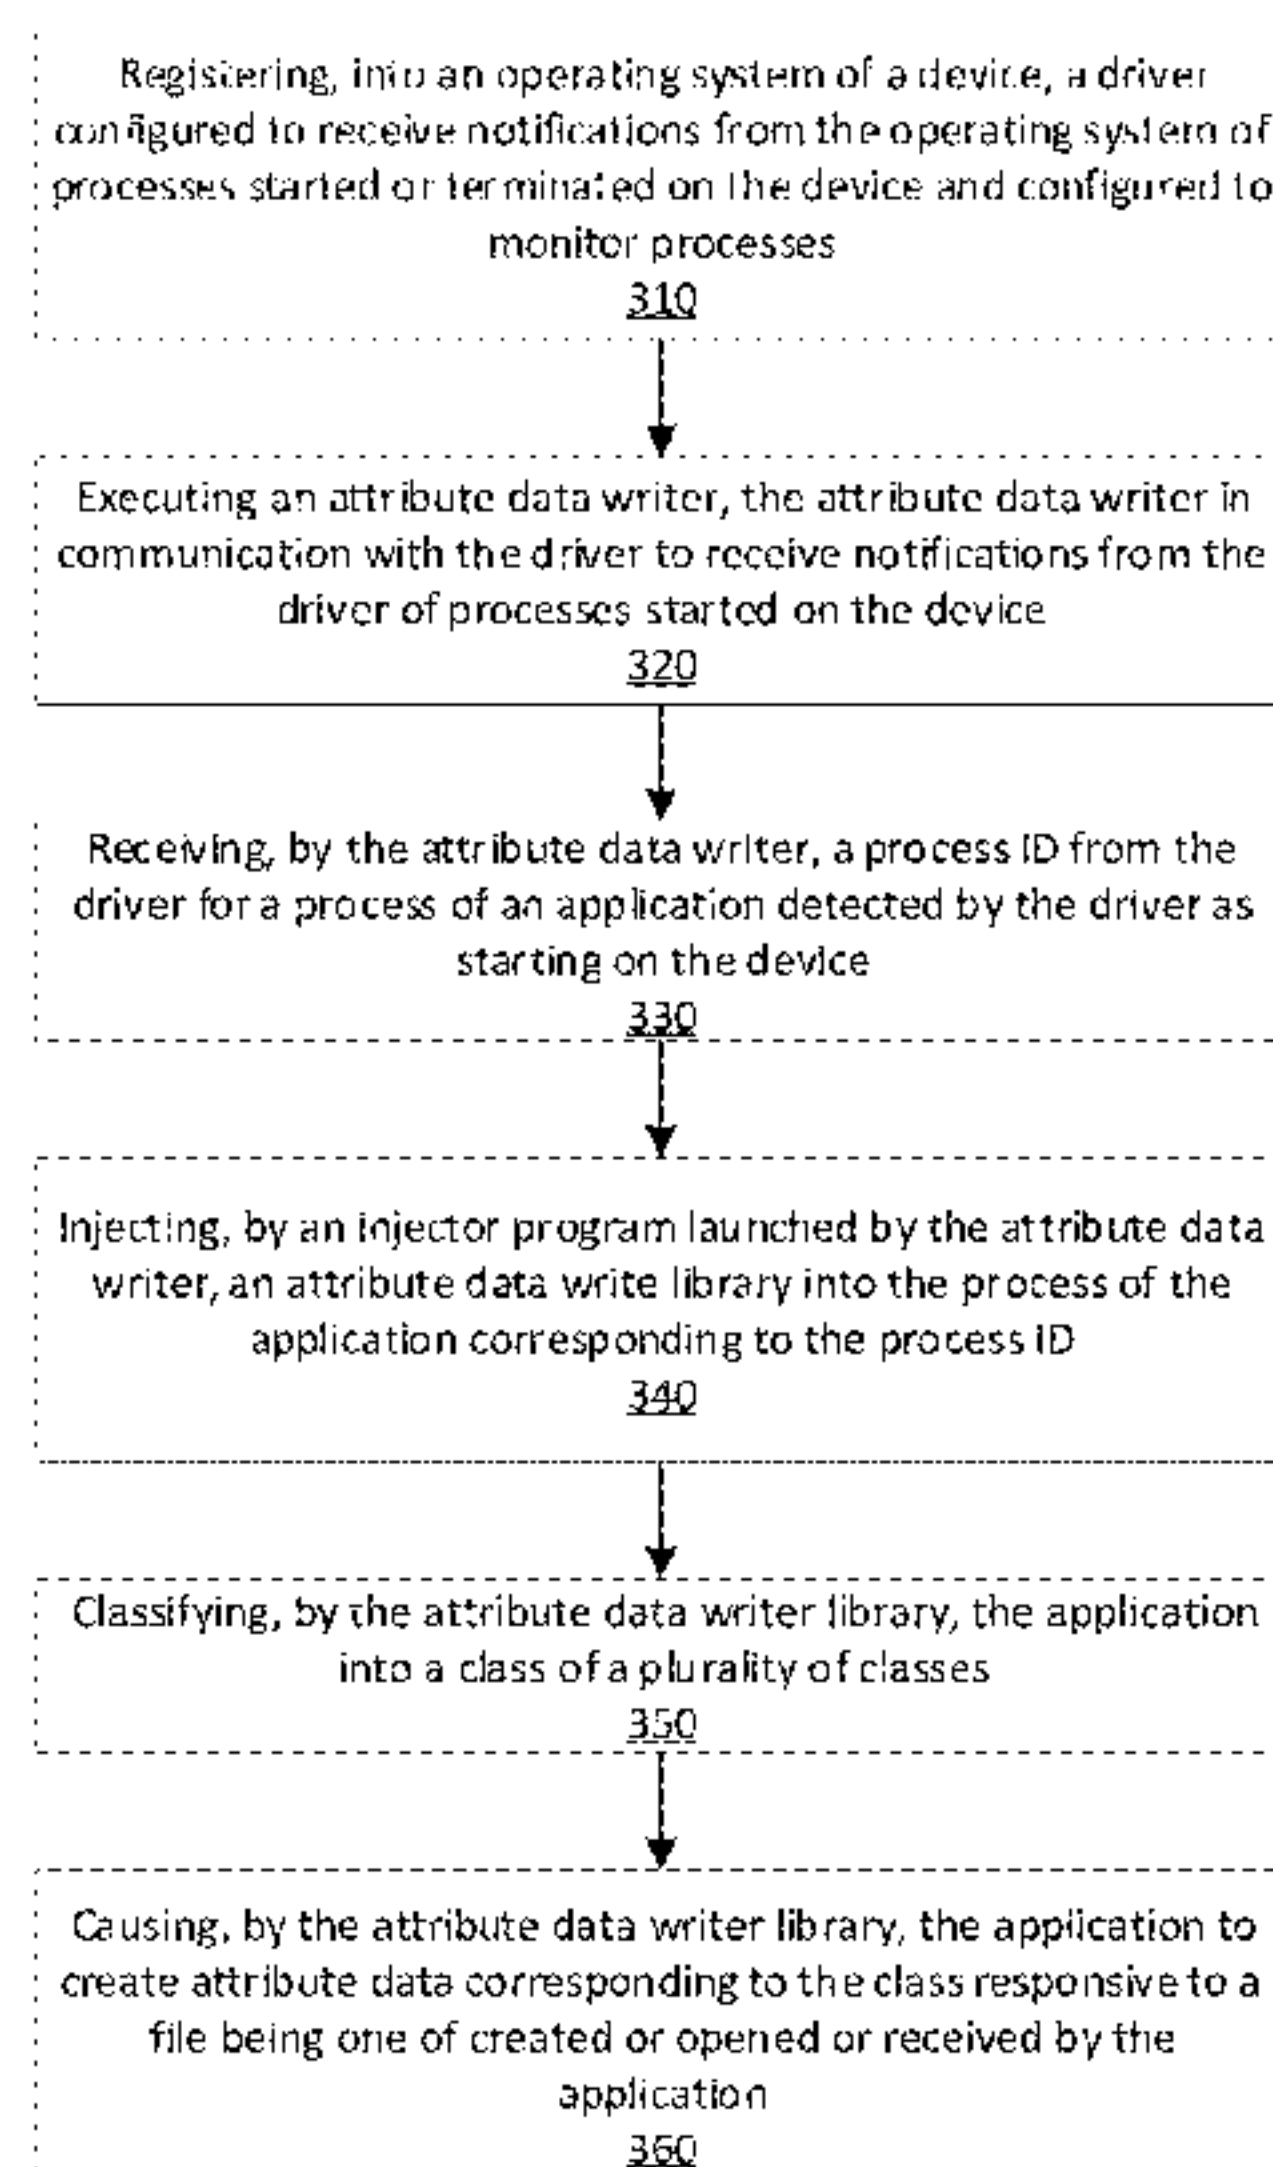 Registering, into an operating system of a device, a driver
configured to receive notifications from the operating system of
processes started or terminated on the device and configured to
monitor processes
310
Executing an attribute data writer, the attribute data writer in
communication with the driver to receive notifications from the
driver of processes started on the device
320
Receiving, by the attribute data writer, a process ID from the
driver for a process of an application detected by the driver as
starting on the device
330
Injecting, by an injector program launched by the attribute data
writer, an attribute data write library into the process of the
application corresponding to the process ID
340
Classifying, by the attribute data writer library, the application
into a class of a plurality of classes
350
Causing, by the attribute data writer library, the application to
create attribute data corresponding to the class responsive to a
file being one of created or opened or received by the
application
360